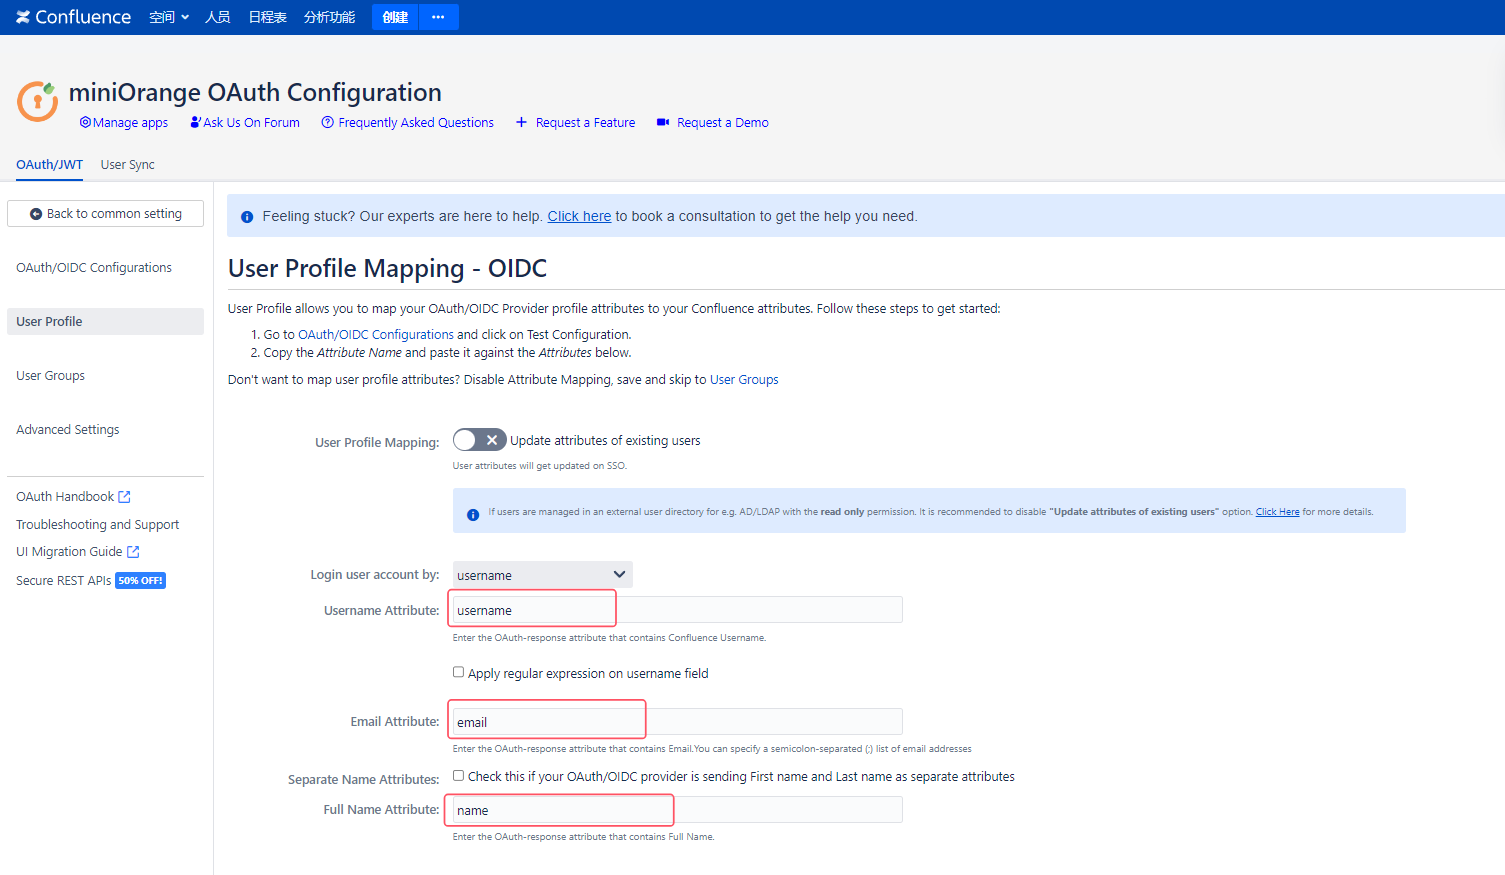 Confluence 空间 人员 日程表 分析功能 创建 ···
miniOrange OAuth Configuration
Manage apps Ask Us On Forum Frequently Asked Questions + Request a Feature Request a Demo
OAuth/JWT User Sync
Back to common setting
OAuth/OIDC Configurations
User Profile
User Groups
Advanced Settings
OAuth Handbook
Troubleshooting and Support
UI Migration Guide
Secure REST APIs 50% OFF!
Feeling stuck? Our experts are here to help. Click here to book a consultation to get the help you need.
User Profile Mapping - OIDC
User Profile allows you to map your OAuth/OIDC Provider profile attributes to your Confluence attributes. Follow these steps to get started:
1. Go to OAuth/OIDC Configurations and click on Test Configuration.
2. Copy the Attribute Name and paste it against the Attributes below.
Don't want to map user profile attributes? Disable Attribute Mapping, save and skip to User Groups
User Profile Mapping: Update attributes of existing users
User attributes will get updated on SSO.
If users are managed in an external user directory for e.g. AD/LDAP with the read only permission. It is recommended to disable "Update attributes of existing users" option. Click Here for more details.
Login user account by: username
Username Attribute: username
Enter the OAuth-response attribute that contains Confluence Username.
Apply regular expression on username field
Email Attribute: email
Enter the OAuth-response attribute that contains Email.You can specify a semicolon-separated (;) list of email addresses
Separate Name Attributes: Check this if your OAuth/OIDC provider is sending First name and Last name as separate attributes
Full Name Attribute: name
Enter the OAuth-response attribute that contains Full Name.